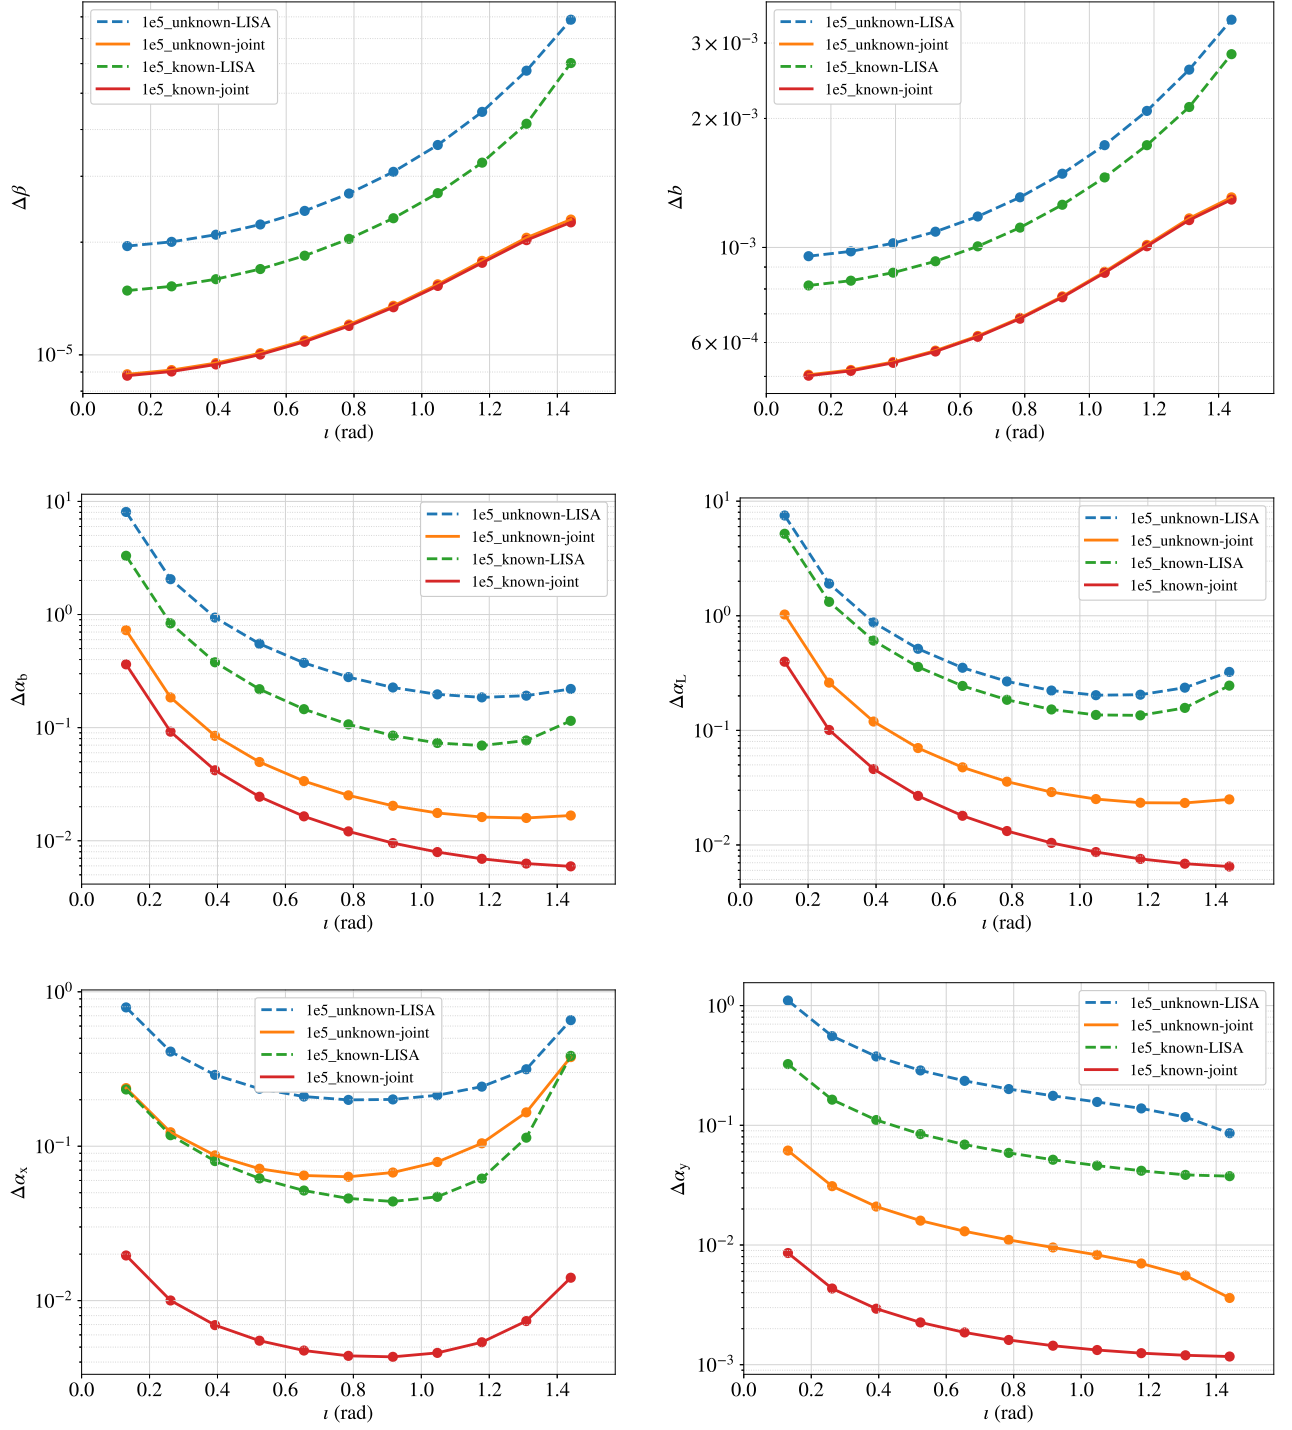 1e5_unknown-LISA
1e5_unknown-joint
1e5_known-LISA
1e5_known-joint
Δβ
10⁻⁵
0.0 0.2 0.4 0.6 0.8 1.0 1.2 1.4
ι (rad)
1e5_unknown-LISA
1e5_unknown-joint
1e5_known-LISA
1e5_known-joint
Δb
3 × 10⁻³
2 × 10⁻³
10⁻³
6 × 10⁻⁴
0.0 0.2 0.4 0.6 0.8 1.0 1.2 1.4
ι (rad)
1e5_unknown-LISA
1e5_unknown-joint
1e5_known-LISA
1e5_known-joint
Δα_b
10¹
10⁰
10⁻¹
10⁻²
0.0 0.2 0.4 0.6 0.8 1.0 1.2 1.4
ι (rad)
1e5_unknown-LISA
1e5_unknown-joint
1e5_known-LISA
1e5_known-joint
Δα_L
10¹
10⁰
10⁻¹
10⁻²
0.0 0.2 0.4 0.6 0.8 1.0 1.2 1.4
ι (rad)
1e5_unknown-LISA
1e5_unknown-joint
1e5_known-LISA
1e5_known-joint
Δα_x
10⁰
10⁻¹
10⁻²
0.0 0.2 0.4 0.6 0.8 1.0 1.2 1.4
ι (rad)
1e5_unknown-LISA
1e5_unknown-joint
1e5_known-LISA
1e5_known-joint
Δα_y
10⁰
10⁻¹
10⁻²
10⁻³
0.0 0.2 0.4 0.6 0.8 1.0 1.2 1.4
ι (rad)